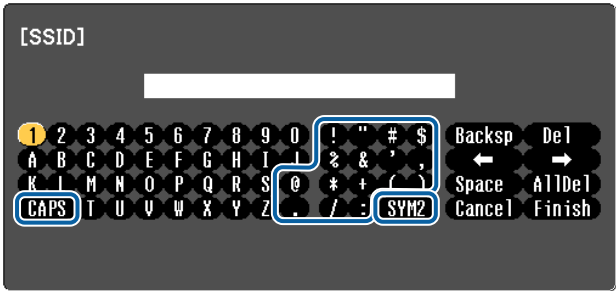 [SSID]
1 2 3 4 5 6 7 8 9 0 ! " # $ Backsp Del
A B C D E F G H I J % & ' , ← →
K L M N O P Q R S @ * + ( ) Space AllDel
CAPS T U V W X Y Z . / : SYM2 Cancel Finish